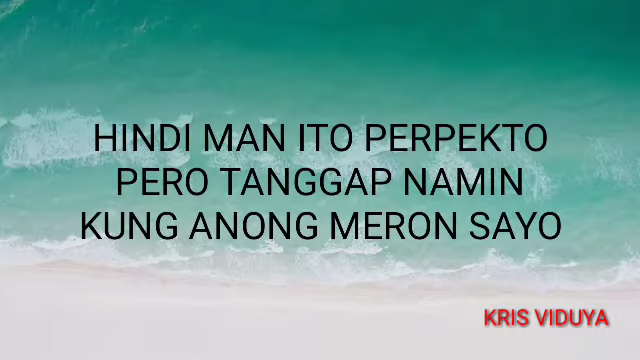 HINDI MAN ITO PERPEKTO
PERO TANGGAP NAMIN
KUNG ANONG MERON SAYO
KRIS VIDUYA